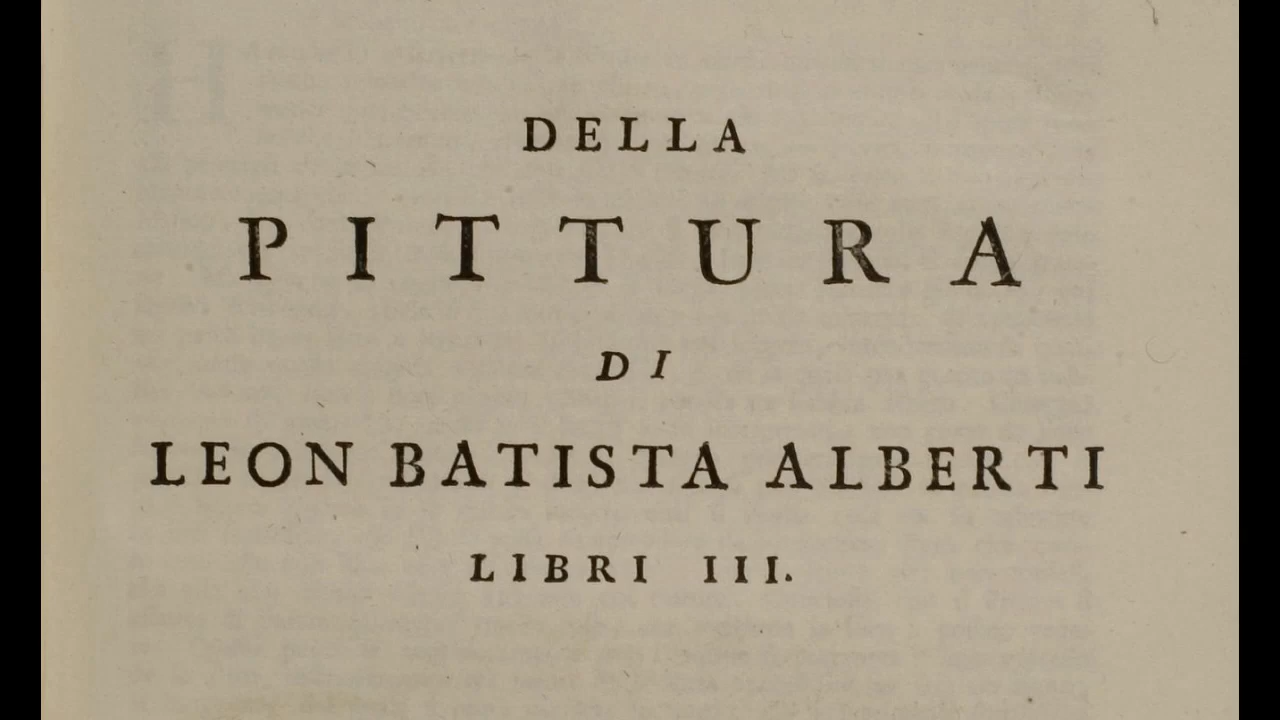 DELLA
PITTURA
DI
LEON BATISTA ALBERTI
LIBRI III.